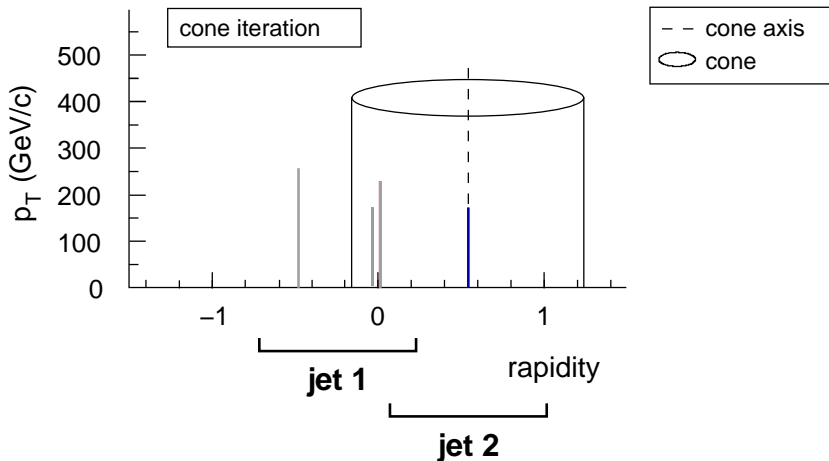 cone iteration
cone axis
cone
p_T (GeV/c)
500
400
300
200
100
0
–1
0
1
rapidity
jet 1
jet 2